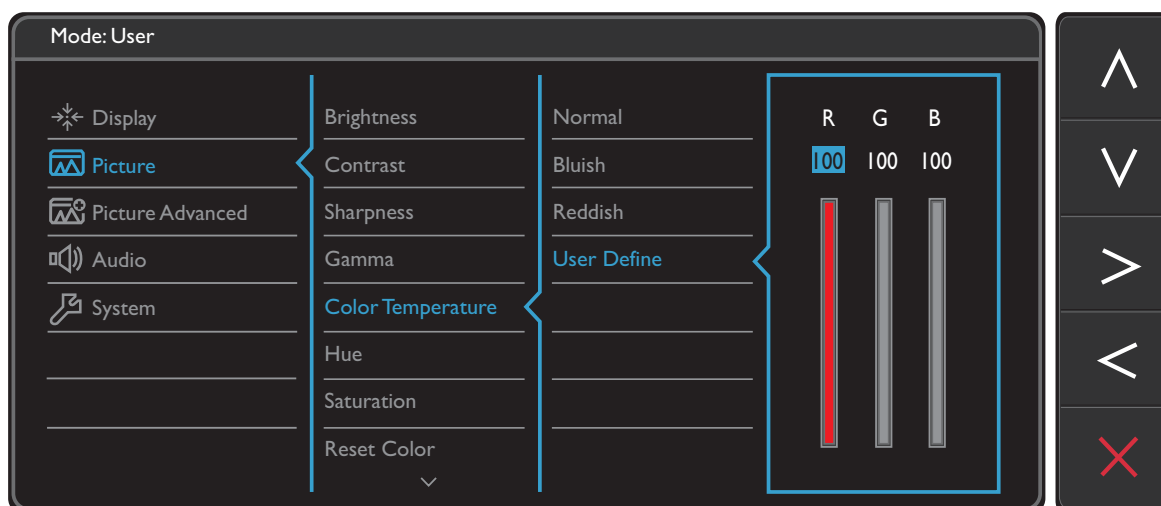 Mode: User
Display
Picture
Picture Advanced
Audio
System
Brightness
Contrast
Sharpness
Gamma
Color Temperature
Hue
Saturation
Reset Color
Normal
Bluish
Reddish
User Define
R G B
100 100 100